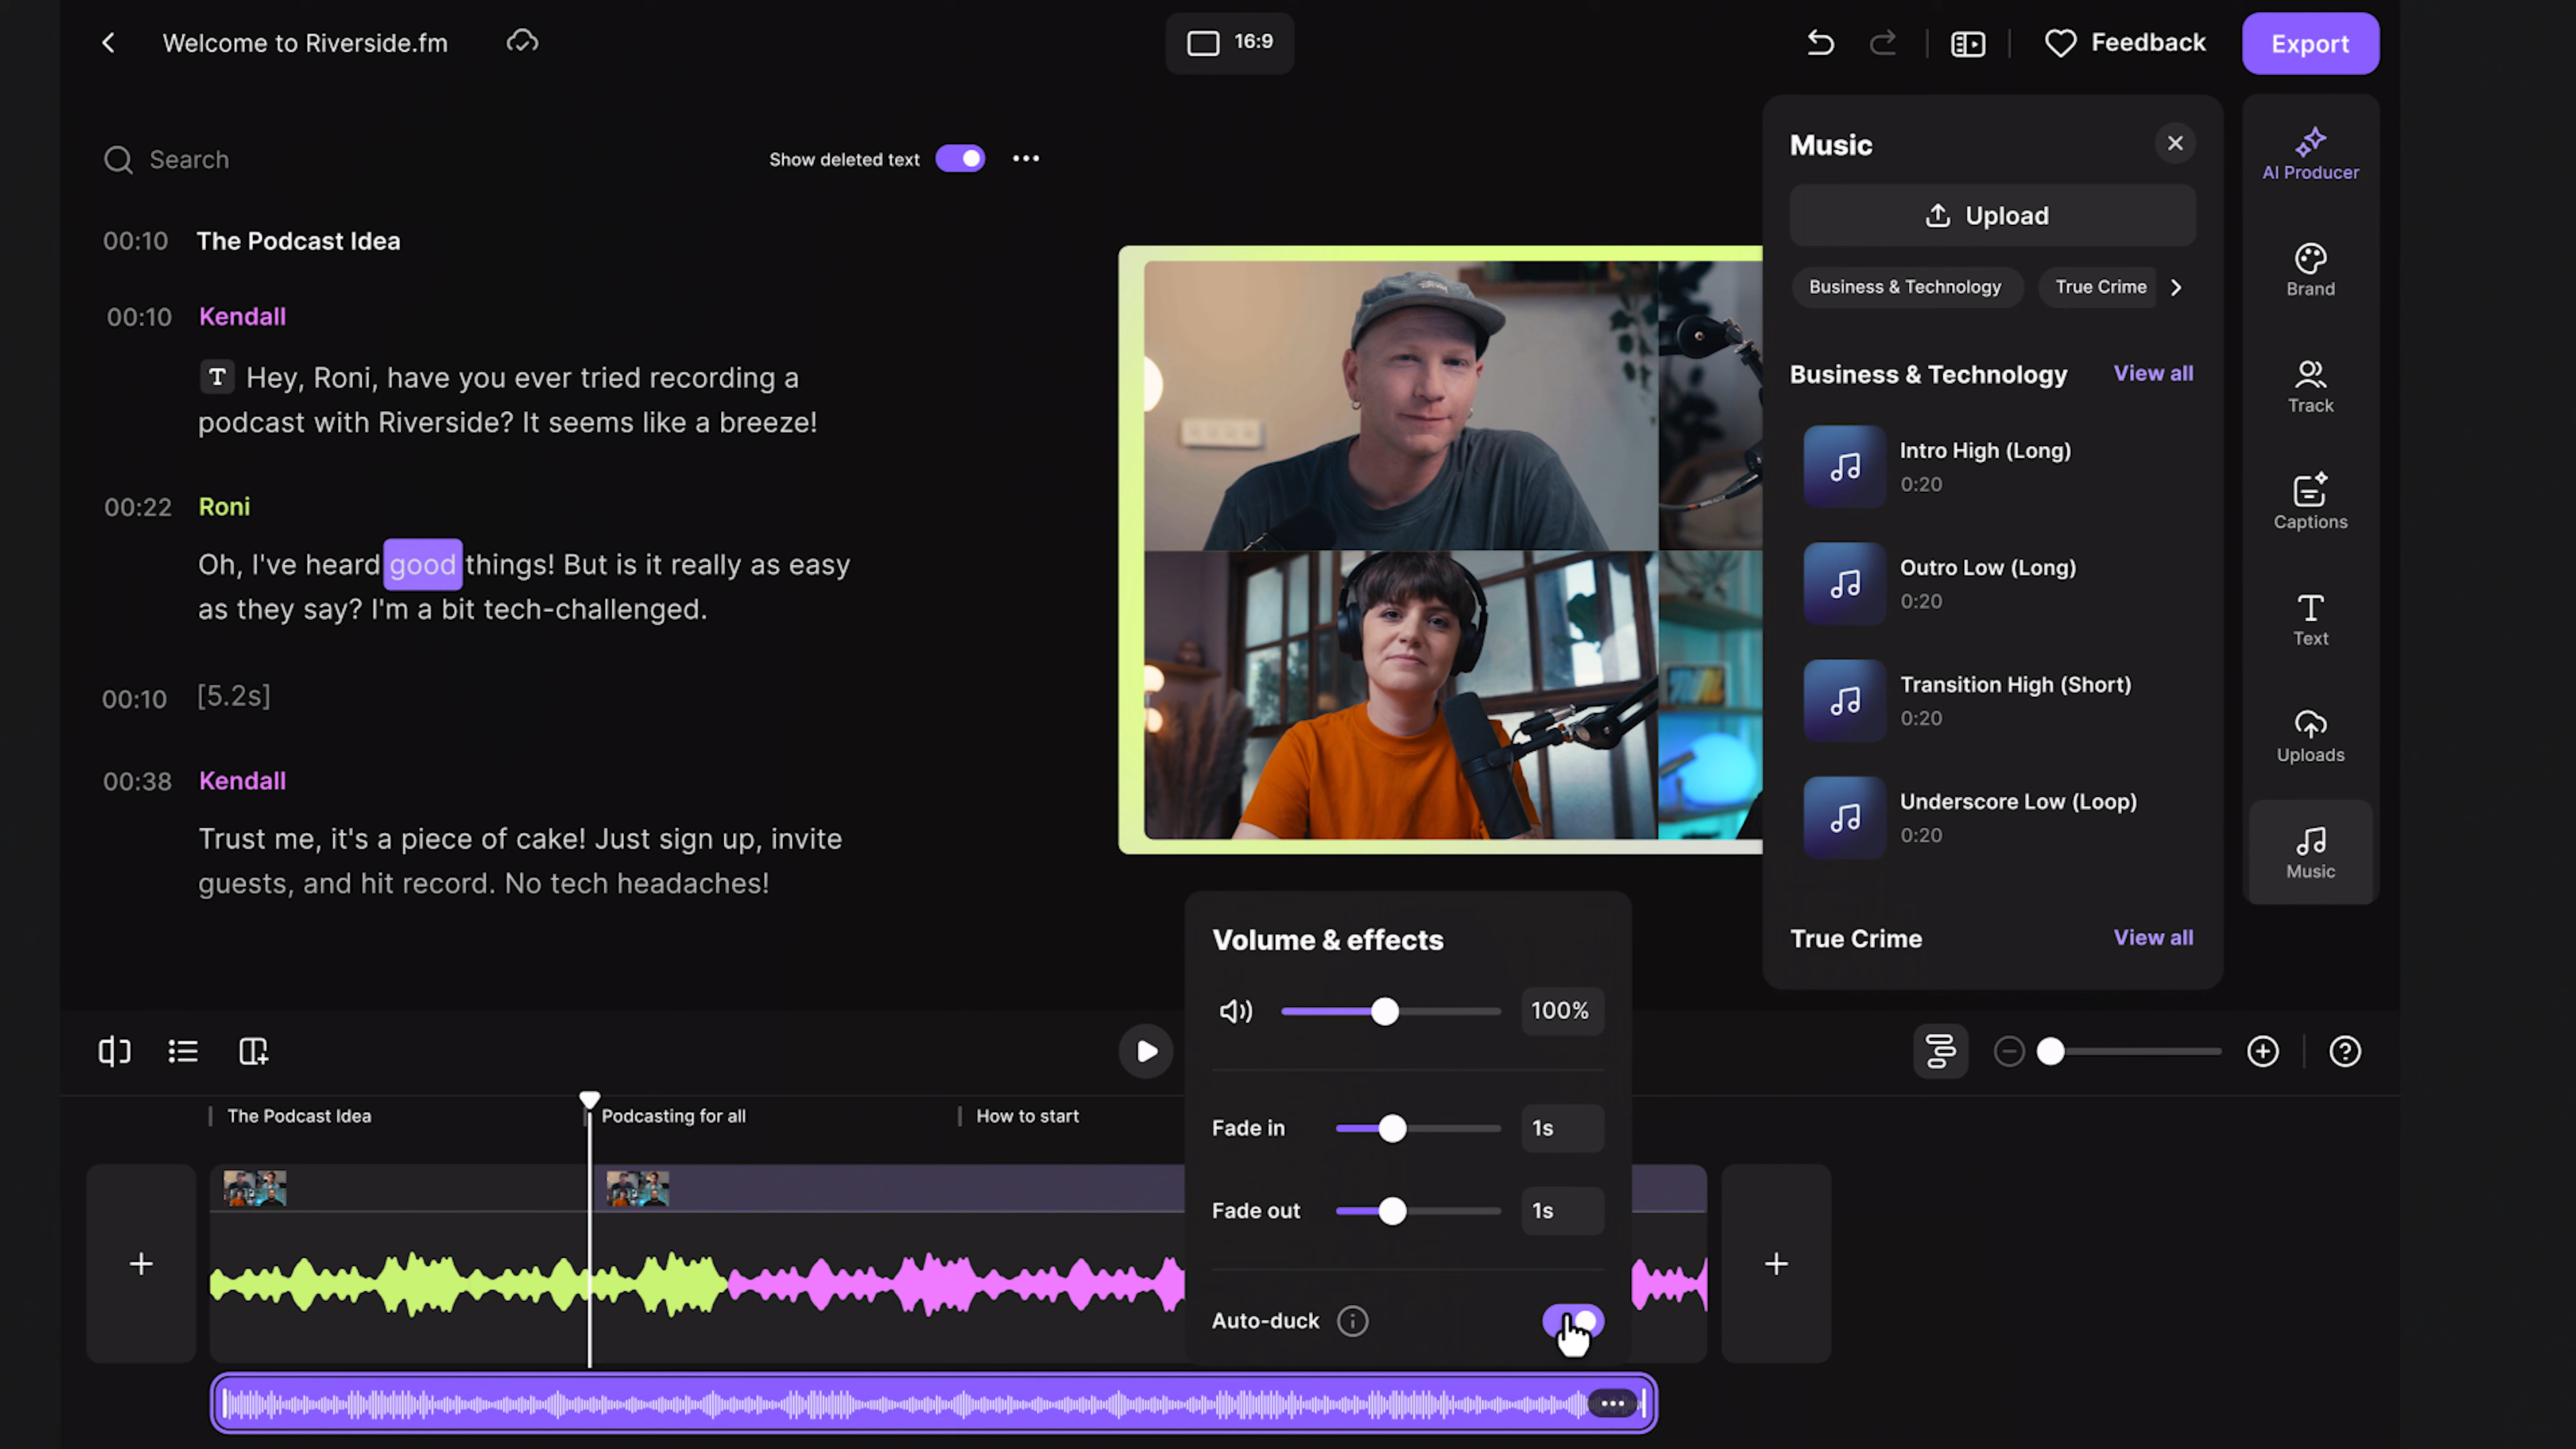 Welcome to Riverside.fm
16:9
Feedback
Export
Search
Show deleted text
00:10 The Podcast Idea
00:10 Kendall
T Hey, Roni, have you ever tried recording a
podcast with Riverside? It seems like a breeze!
00:22 Roni
Oh, I've heard good things! But is it really as easy
as they say? I'm a bit tech-challenged.
00:10 [5.2s]
00:38 Kendall
Trust me, it's a piece of cake! Just sign up, invite
guests, and hit record. No tech headaches!
Music
Upload
Business & Technology True Crime
Business & Technology View all
Intro High (Long)
0:20
Outro Low (Long)
0:20
Transition High (Short)
0:20
Underscore Low (Loop)
0:20
True Crime View all
AI Producer
Brand
Track
Captions
Text
Uploads
Music
Volume & effects
100%
Fade in 1s
Fade out 1s
Auto-duck
The Podcast Idea
Podcasting for all
How to start